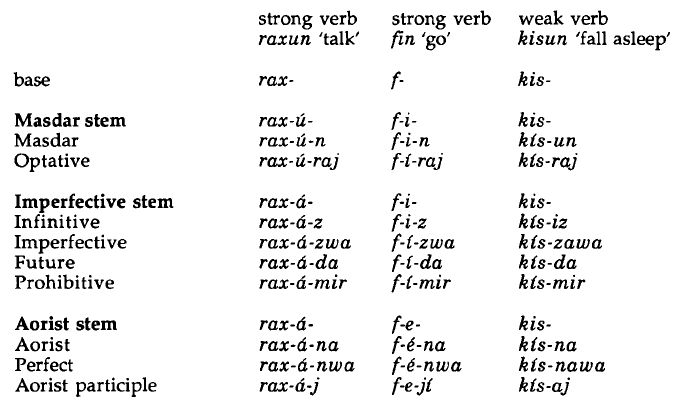 strong verb strong verb weak verb
raxun 'talk' fin 'go' kisun 'fall asleep'
base rax- f- kis-
Masdar stem rax-ú- f-i- kis-
Masdar rax-ú-n f-i-n kís-un
Optative rax-ú-raj f-í-raj kís-raj
Imperfective stem rax-á- f-i- kis-
Infinitive rax-á-z f-i-z kís-iz
Imperfective rax-á-zwa f-í-zwa kís-zawa
Future rax-á-da f-í-da kís-da
Prohibitive rax-á-mir f-í-mir kís-mir
Aorist stem rax-á- f-e- kis-
Aorist rax-á-na f-é-na kís-na
Perfect rax-á-nwa f-é-nwa kís-nawa
Aorist participle rax-á-j f-e-jí kís-aj